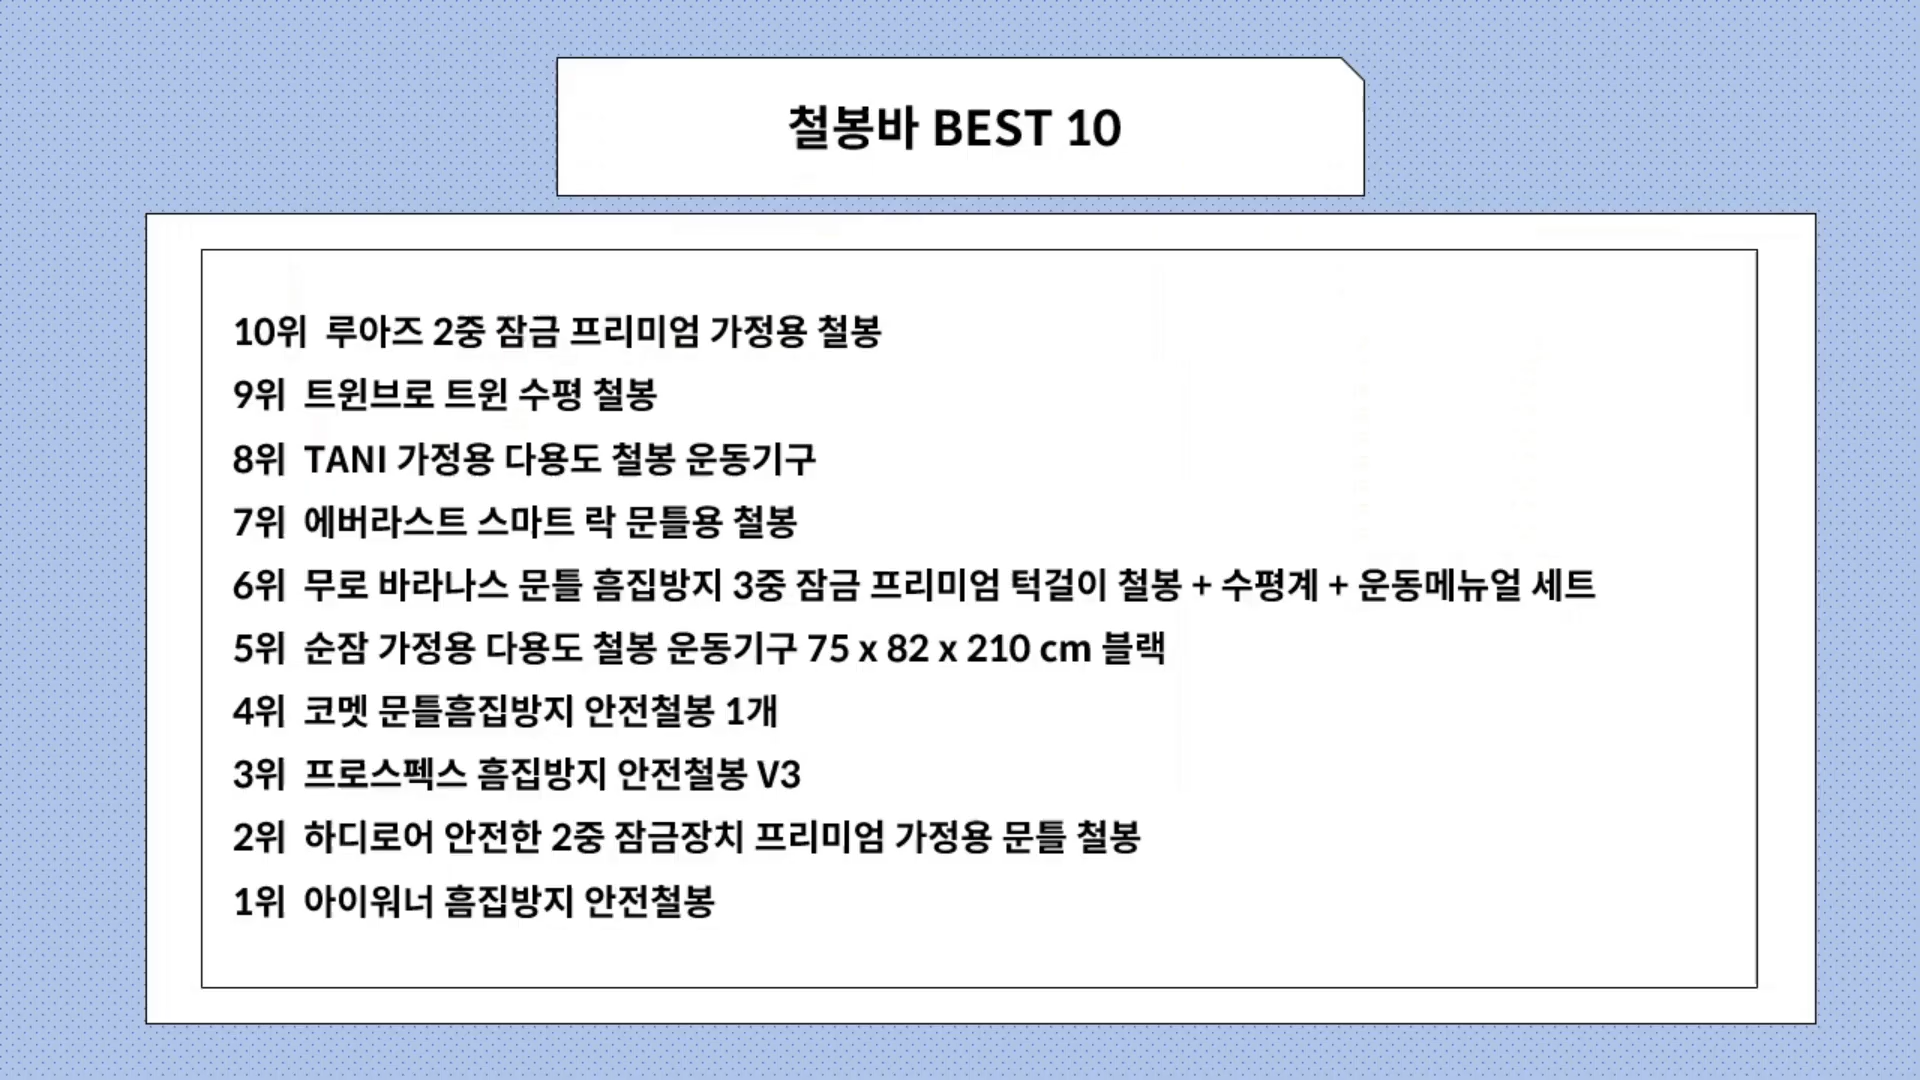 철봉바 BEST 10
10위 루아즈 2중 잠금 프리미엄 가정용 철봉
9위 트윈브로 트윈 수평 철봉
8위 TANI 가정용 다용도 철봉 운동기구
7위 에버라스트 스마트 락 문틀용 철봉
6위 무로 바라나스 문틀 흠집방지 3중 잠금 프리미엄 턱걸이 철봉 + 수평계 + 운동메뉴얼 세트
5위 순잠 가정용 다용도 철봉 운동기구 75 x 82 x 210 cm 블랙
4위 코멧 문틀흠집방지 안전철봉 1개
3위 프로스펙스 흠집방지 안전철봉 V3
2위 하디로어 안전한 2중 잠금장치 프리미엄 가정용 문틀 철봉
1위 아이워너 흠집방지 안전철봉